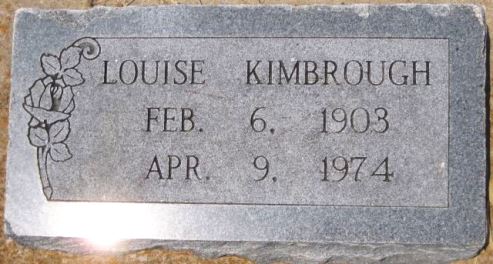 LOUISE KIMBROUGH
FEB. 6, 1903
APR. 9, 1974